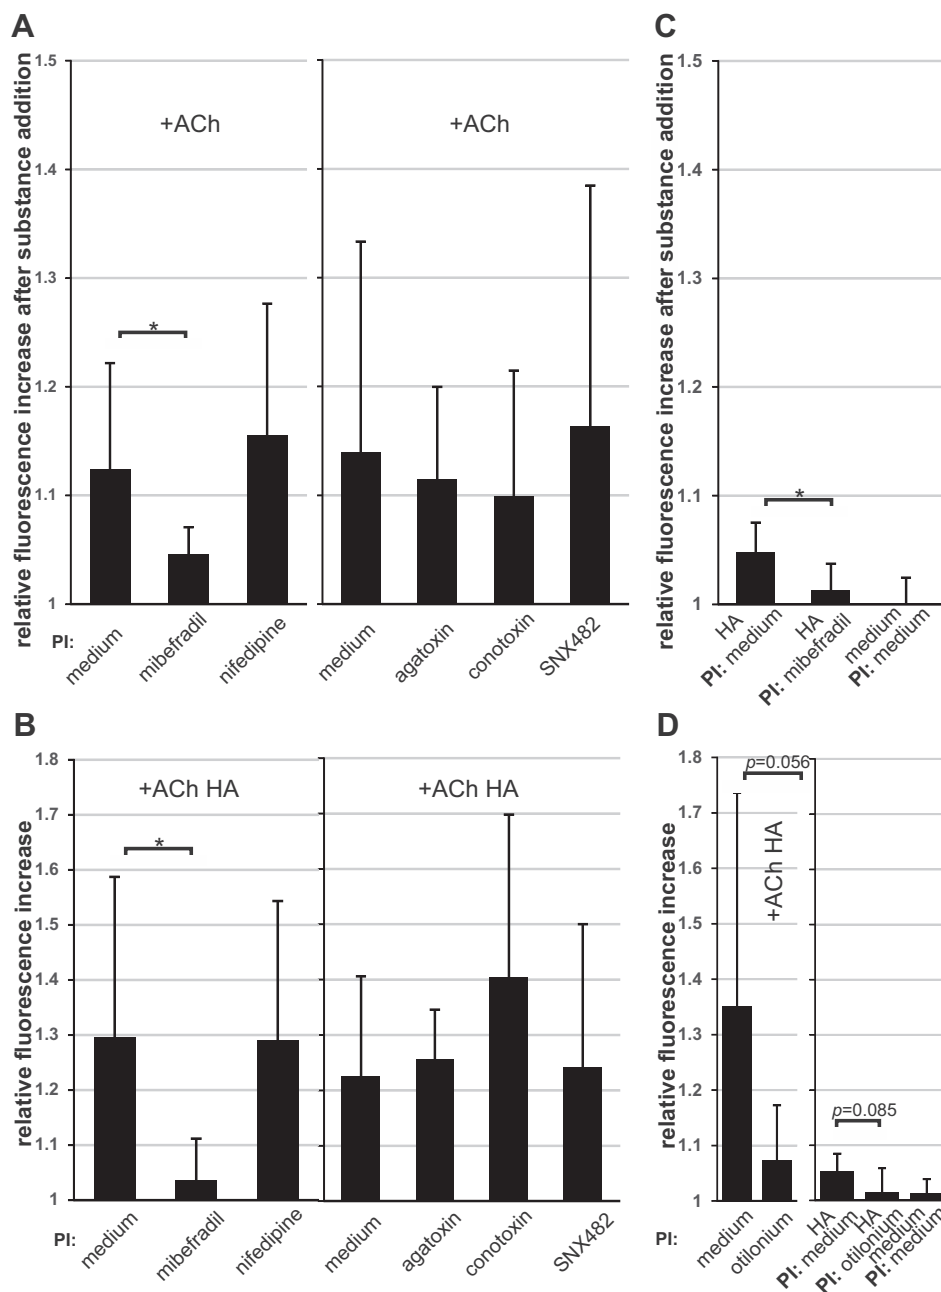 A
relative fluorescence increase after substance addition
1.5
1.4
1.3
1.2
1.1
1
+ACh
+ACh
*
PI:
medium
mibefradil
nifedipine
medium
agatoxin
conotoxin
SNX482
C
relative fluorescence increase after substance addition
1.5
1.4
1.3
1.2
1.1
1
*
HA
PI: medium
HA
PI: mibefradil
medium
PI: medium
B
relative fluorescence increase
1.8
1.7
1.6
1.5
1.4
1.3
1.2
1.1
1
+ACh HA
+ACh HA
*
PI:
medium
mibefradil
nifedipine
medium
agatoxin
conotoxin
SNX482
D
relative fluorescence increase
1.8
1.7
1.6
1.5
1.4
1.3
1.2
1.1
1
p=0.056
+ACh HA
p=0.085
PI:
medium
otilonium
HA
PI: medium
HA
PI: otilonium
medium
PI: medium